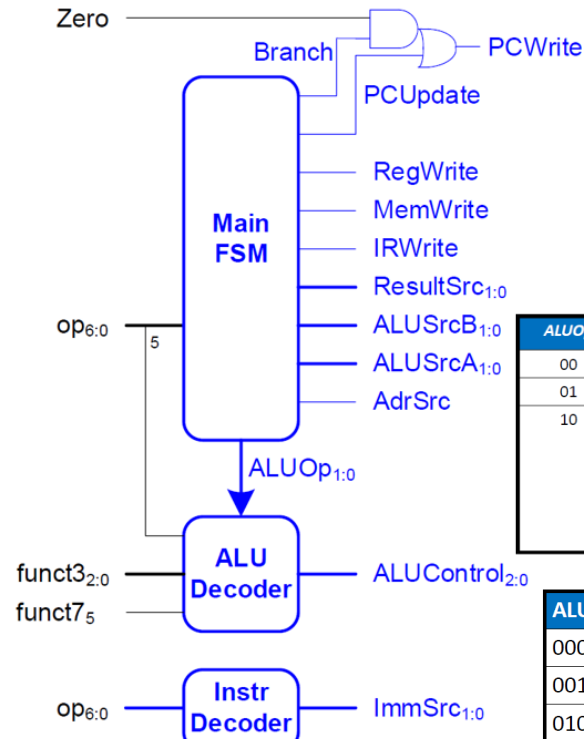 Zero
Branch
PCWrite
PCUpdate
RegWrite
Main
FSM
MemWrite
IRWrite
ResultSrc1:0
op6:0
5
ALUSrcB1:0
ALUSrcA1:0
AdrSrc
ALUOp1:0
00
01
10
ALU
Decoder
funct32:0
funct75
ALUControl2:0
000
001
010
op6:0
Instr
Decoder
ImmSrc1:0